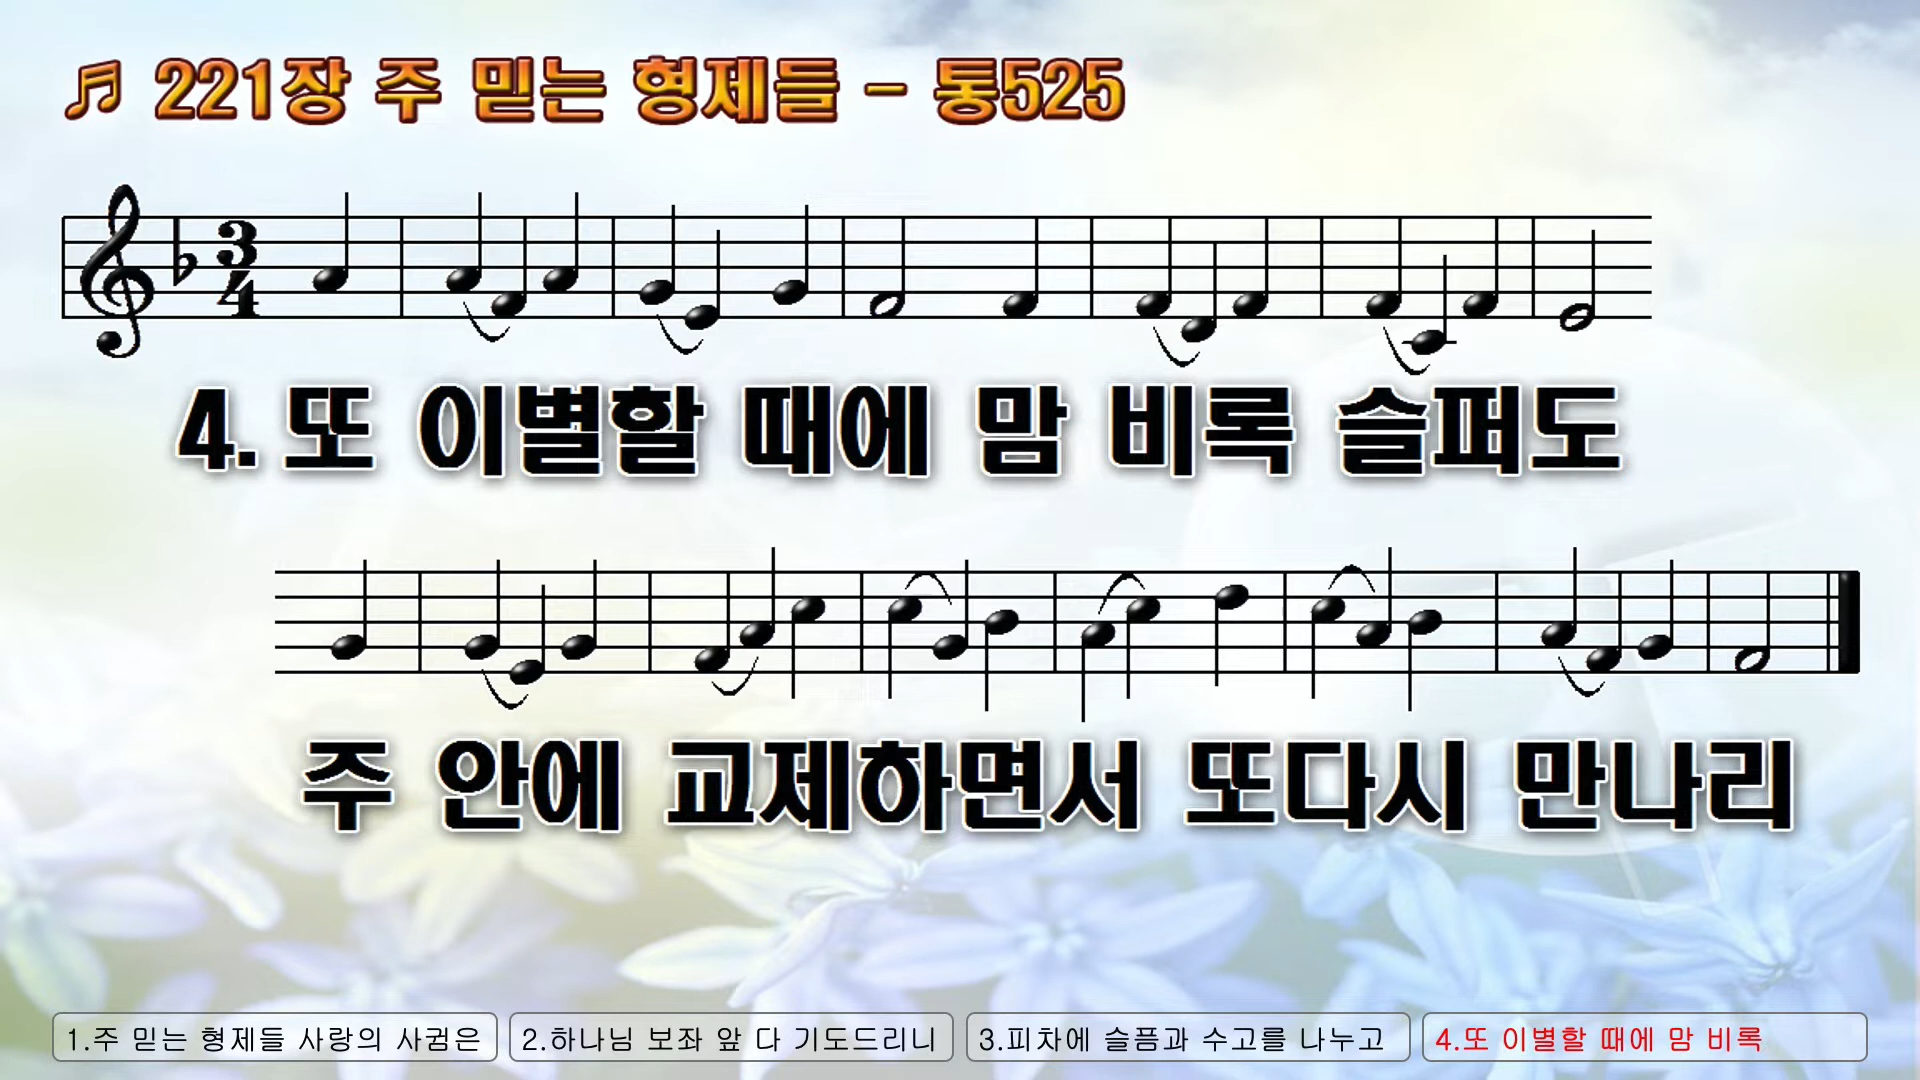 ♬ 221장 주 믿는 형제들 - 통525
3
4
4. 또 이별할 때에 맘 비록 슬퍼도
주 안에 교제하면서 또다시 만나리
1.주 믿는 형제들 사랑의 사귐은
2.하나님 보좌 앞 다 기도드리니
3.피차에 슬픔과 수고를 나누고
4.또 이별할 때에 맘 비록